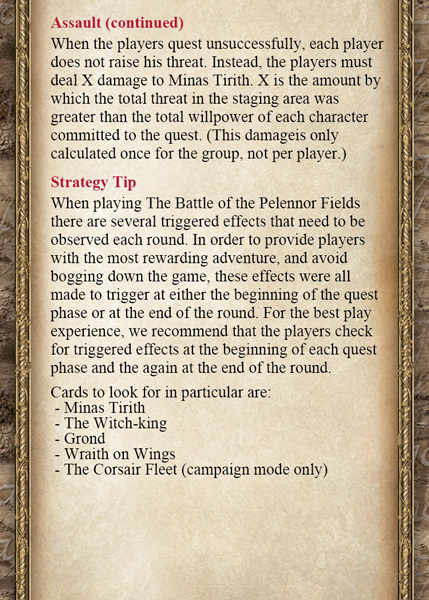 Assault (continued)
When the players quest unsuccessfully, each player
does not raise his threat. Instead, the players must
deal X damage to Minas Tirith. X is the amount by
which the total threat in the staging area was
greater than the total willpower of each character
committed to the quest. (This damageis only
calculated once for the group, not per player.)
Strategy Tip
When playing The Battle of the Pelennor Fields
there are several triggered effects that need to be
observed each round. In order to provide players
with the most rewarding adventure, and avoid
bogging down the game, these effects were all
made to trigger at either the beginning of the quest
phase or at the end of the round. For the best play
experience, we recommend that the players check
for triggered effects at the beginning of each quest
phase and the again at the end of the round.
Cards to look for in particular are:
- Minas Tirith
- The Witch-king
- Grond
- Wraith on Wings
- The Corsair Fleet (campaign mode only)